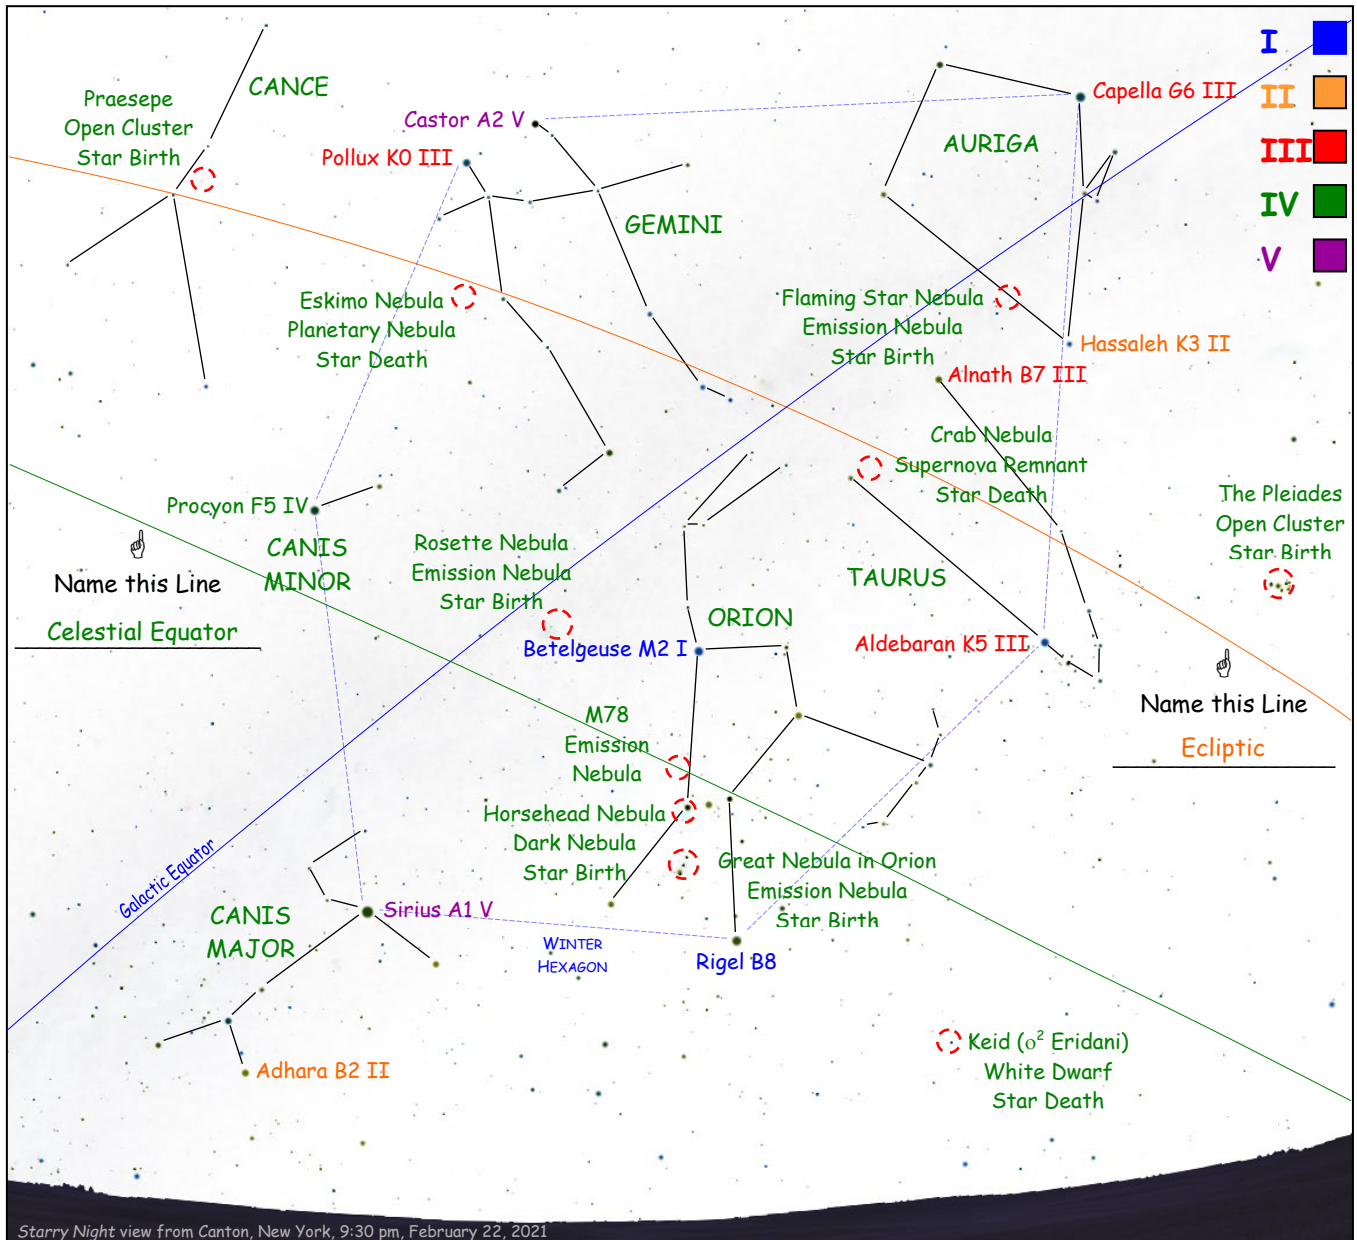 I
II
III
IV
V
CANCE
Praesepe
Open Cluster
Star Birth
Castor A2 V
Pollux K0 III
GEMINI
Capella G6 III
AURIGA
Eskimo Nebula
Planetary Nebula
Star Death
Flaming Star Nebula
Emission Nebula
Star Birth
Hassaleh K3 II
Alnath B7 III
Crab Nebula
Supernova Remnant
Star Death
The Pleiades
Open Cluster
Star Birth
Procyon F5 IV
CANIS
MINOR
Name this Line
Celestial Equator
Rosette Nebula
Emission Nebula
Star Birth
ORION
TAURUS
Betelgeuse M2 I
Aldebaran K5 III
Name this Line
Ecliptic
M78
Emission
Nebula
Horsehead Nebula
Dark Nebula
Star Birth
Great Nebula in Orion
Emission Nebula
Star Birth
Galactic Equator
CANIS
MAJOR
Sirius A1 V
WINTER
HEXAGON
Rigel B8
Adhara B2 II
Keid (ο² Eridani)
White Dwarf
Star Death
Starry Night view from Canton, New York, 9:30 pm, February 22, 2021